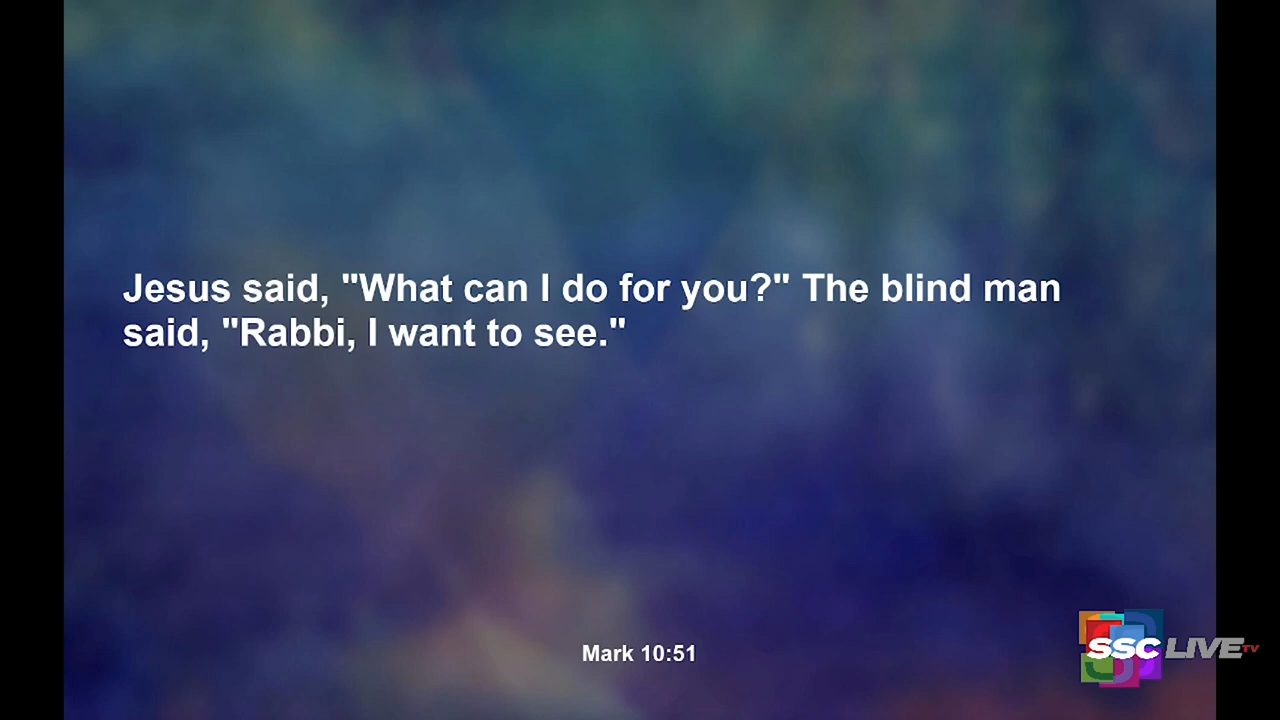 Jesus said, "What can I do for you?" The blind man
said, "Rabbi, I want to see."
Mark 10:51
SSC LIVE TV